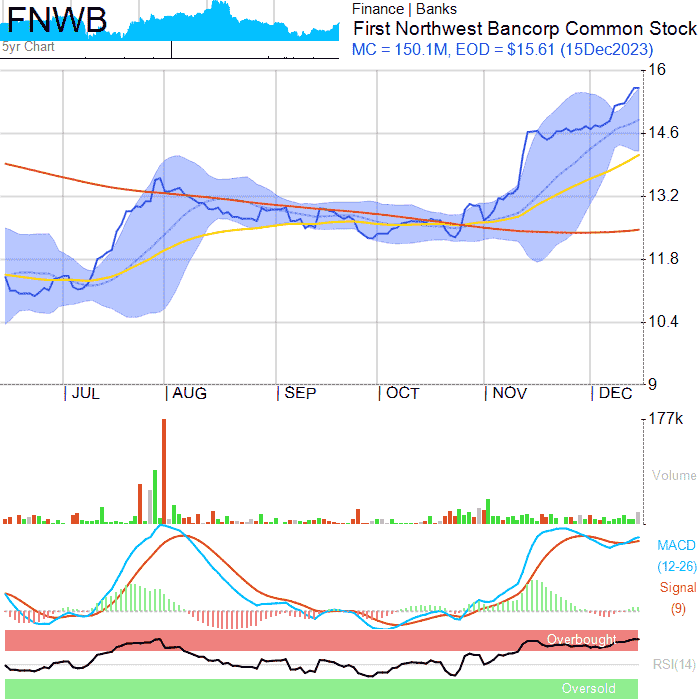 FNWB
Finance | Banks
First Northwest Bancorp Common Stock
MC = 150.1M, EOD = $15.61 (15Dec2023)
5yr Chart
16
14.6
13.2
11.8
10.4
9
JUL AUG SEP OCT NOV DEC
177k
Volume
MACD
(12-26)
Signal
(9)
Overbought
RSI(14)
Oversold